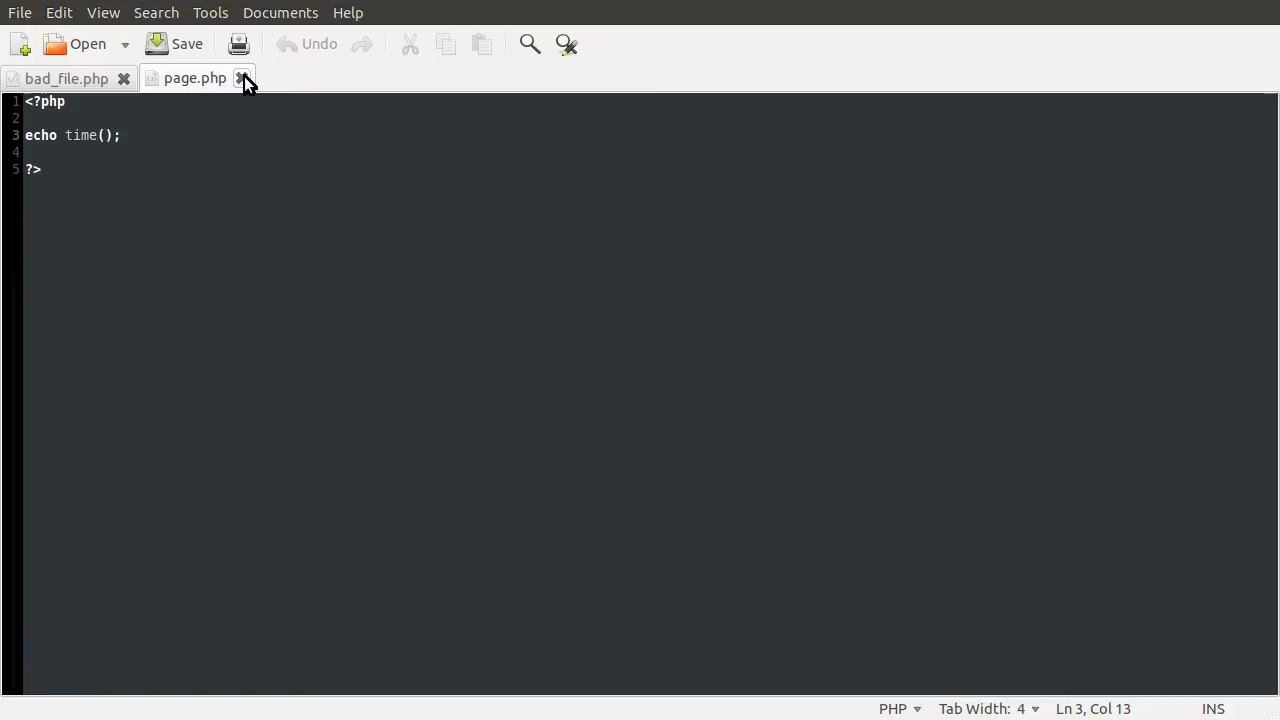 File Edit View Search Tools Documents Help
Open Save Undo
bad_file.php page.php
1 <?php
2
3 echo time();
4
5 ?>
PHP Tab Width: 4 Ln 3, Col 13 INS